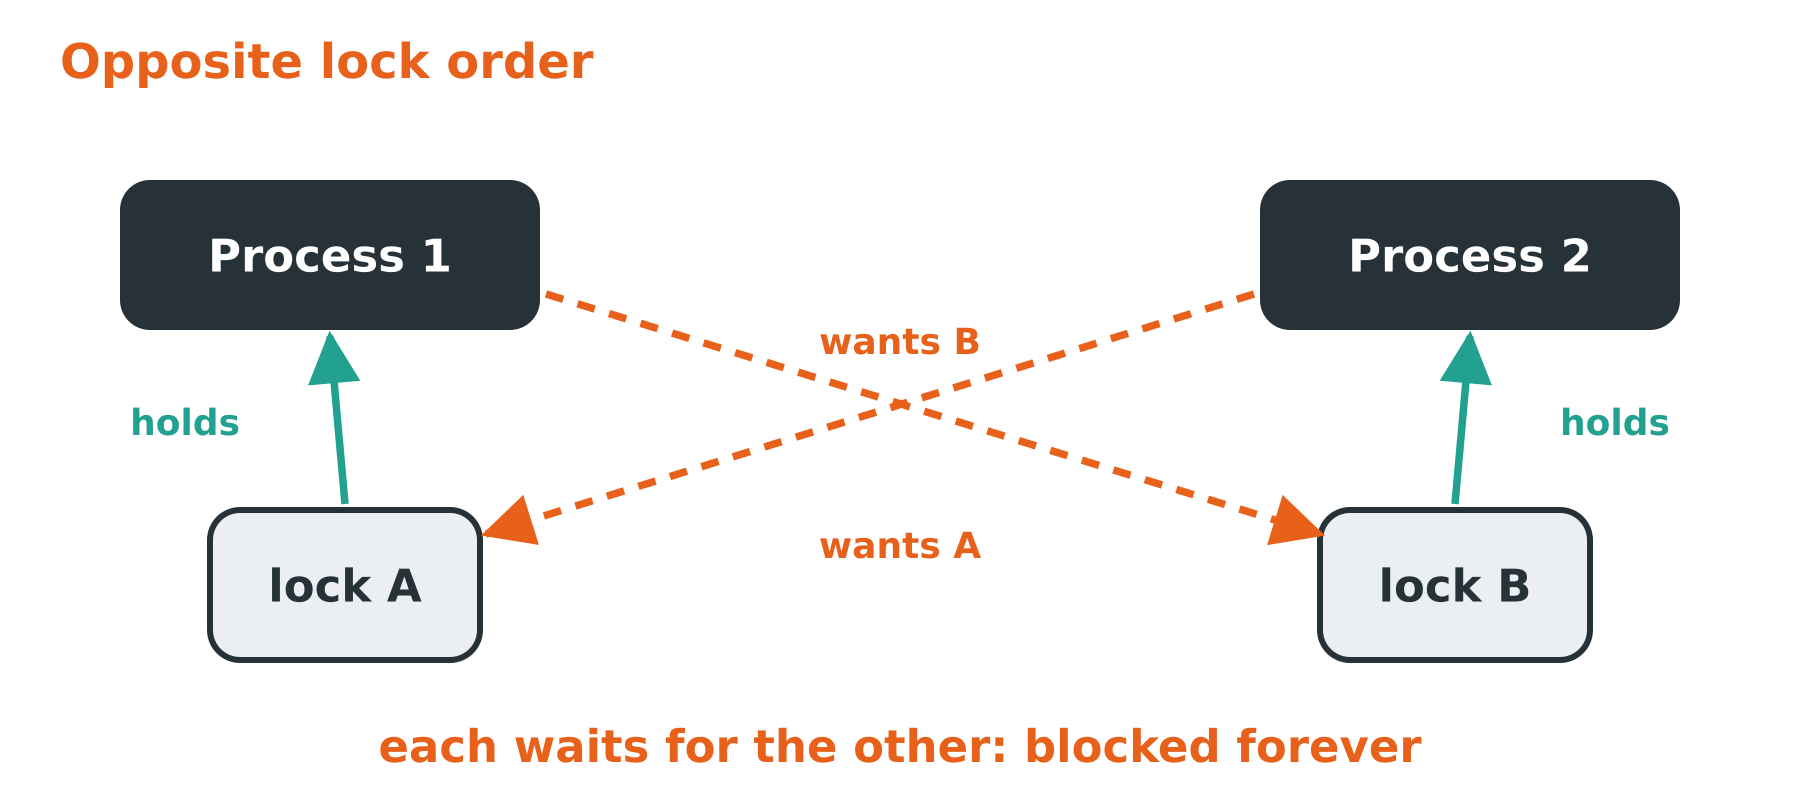 Opposite lock order
Process 1
Process 2
wants B
holds
holds
wants A
lock A
lock B
each waits for the other: blocked forever